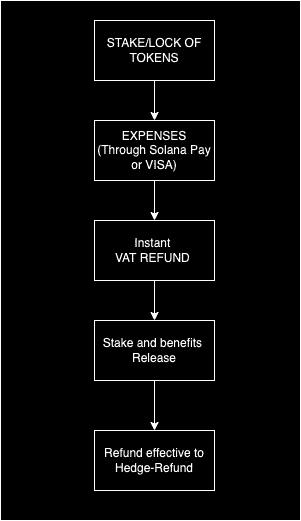 STAKE/LOCK OF
TOKENS
EXPENSES
(Through Solana Pay
or VISA)
Instant
VAT REFUND
Stake and benefits
Release
Refund effective to
Hedge-Refund